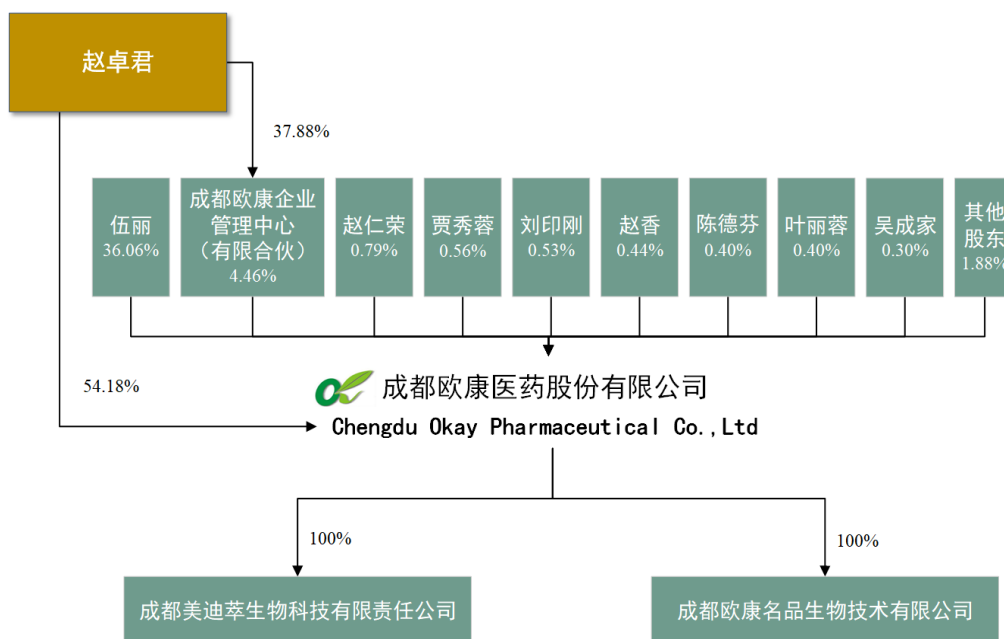 赵卓君
37.88%
伍丽
36.06%
成都欧康企业
管理中心
（有限合伙）
4.46%
赵仁荣
0.79%
贾秀蓉
0.56%
刘印刚
0.53%
赵香
0.44%
陈德芬
0.40%
叶丽蓉
0.40%
吴成家
0.30%
其他
股东
1.88%
54.18%
成都欧康医药股份有限公司
Chengdu Okay Pharmaceutical Co.,Ltd
100%
100%
成都美迪萃生物科技有限责任公司
成都欧康名品生物技术有限公司